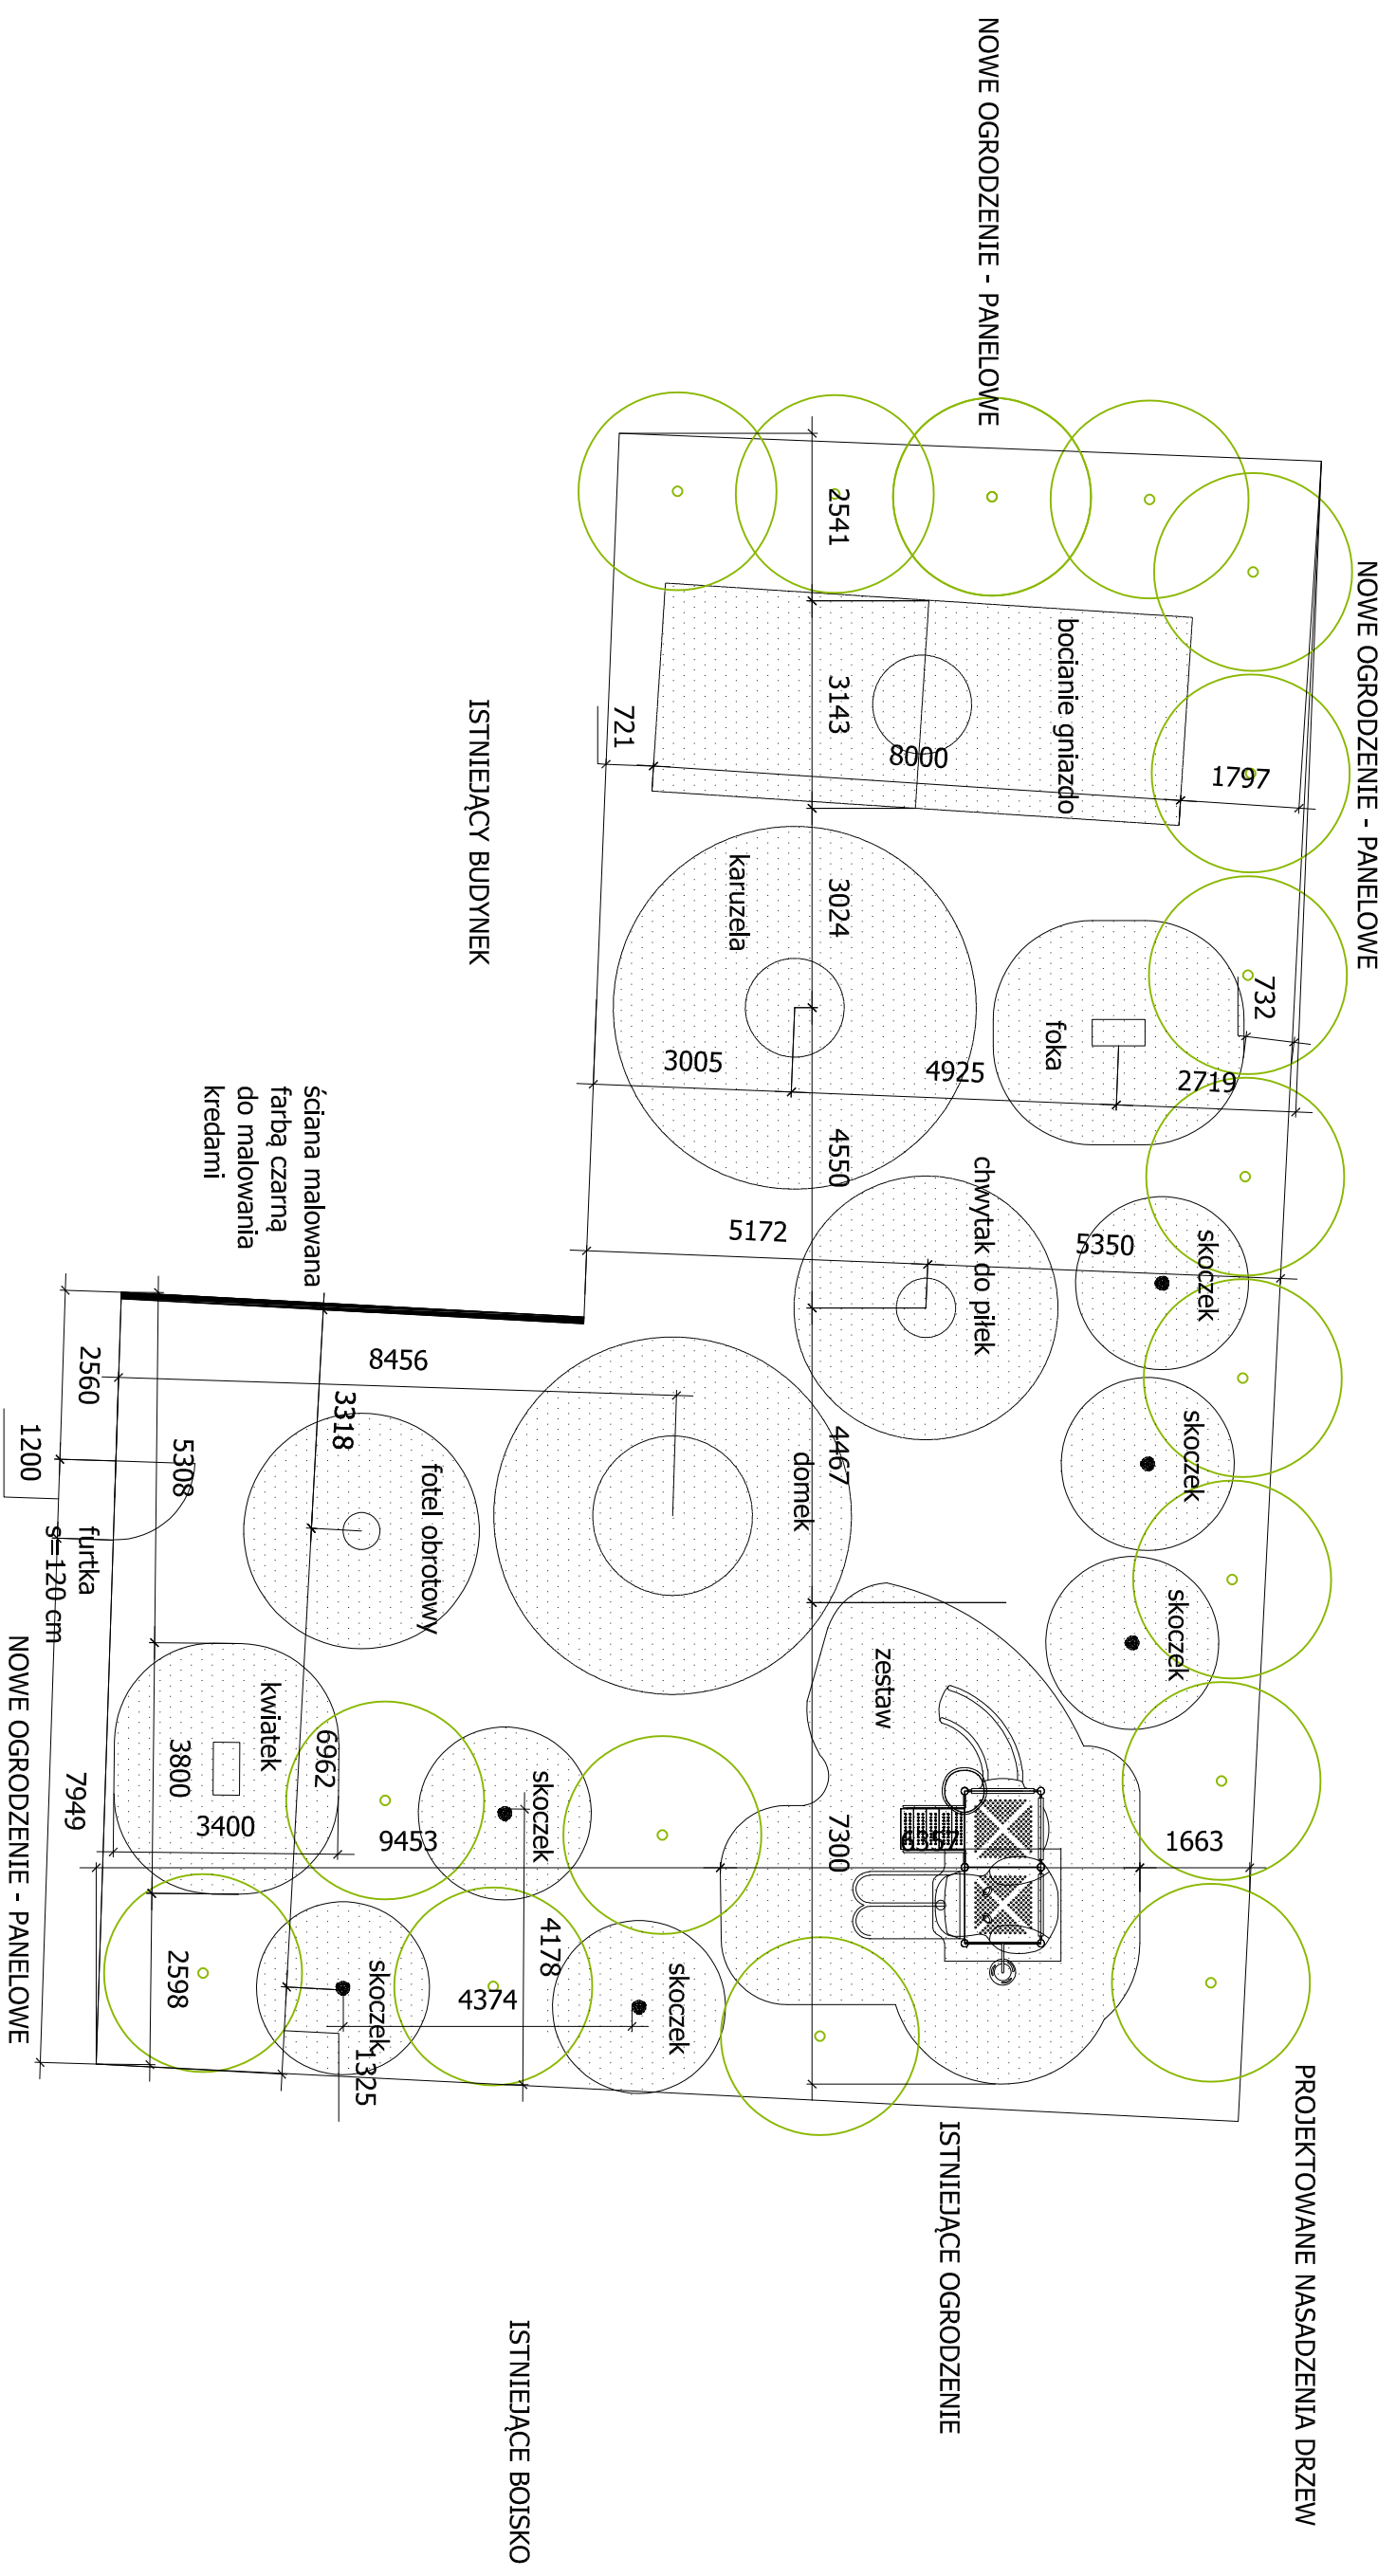 NOWE OGRODZENIE - PANELOWE
NOWE OGRODZENIE - PANELOWE
2541
3143
8000
bocianie gniazdo
1797
721
ISTNIEJĄCY BUDYNEK
karuzela
3024
3005
4925
foka
732
2719
ściana malowana
farbą czarną
do malowania
kredami
4550
5172
chwytak do piłek
5350
skoczek
skoczek
skoczek
8456
4467
domek
3318
fotel obrotowy
2560
1200
5308
furtka
s=120 cm
NOWE OGRODZENIE - PANELOWE
7949
kwiatek
3800
3400
6962
9453
skoczek
zestaw
7300
6357
1663
2598
skoczek
1325
4374
4178
skoczek
PROJEKTOWANE NASADZENIA DRZEW
ISTNIEJĄCE OGRODZENIE
ISTNIEJĄCE BOISKO